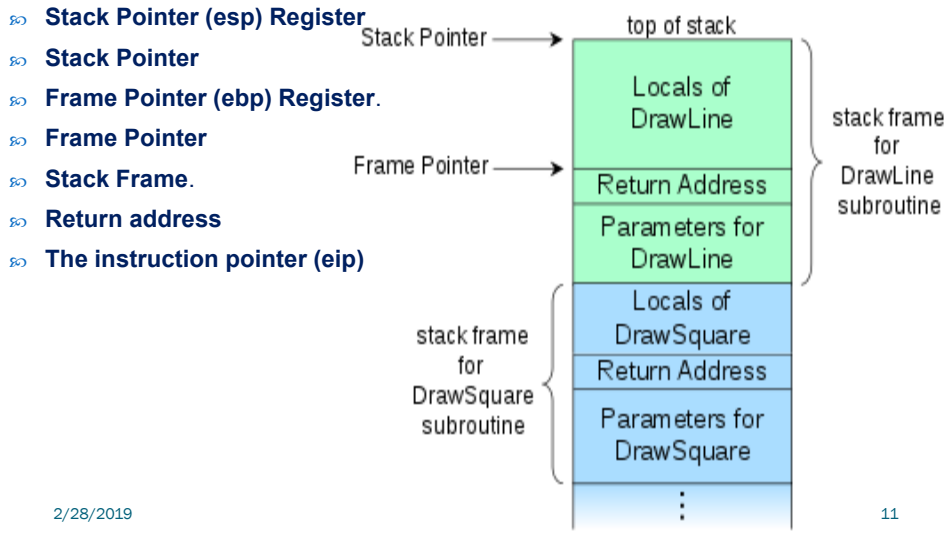 Stack Pointer (esp) Register
Stack Pointer
Frame Pointer (ebp) Register.
Frame Pointer
Stack Frame.
Return address
The instruction pointer (eip)
Stack Pointer
top of stack
Locals of
DrawLine
Frame Pointer
Return Address
Parameters for
DrawLine
stack frame
for
DrawLine
subroutine
Locals of
DrawSquare
Return Address
Parameters for
DrawSquare
stack frame
for
DrawSquare
subroutine
2/28/2019
11